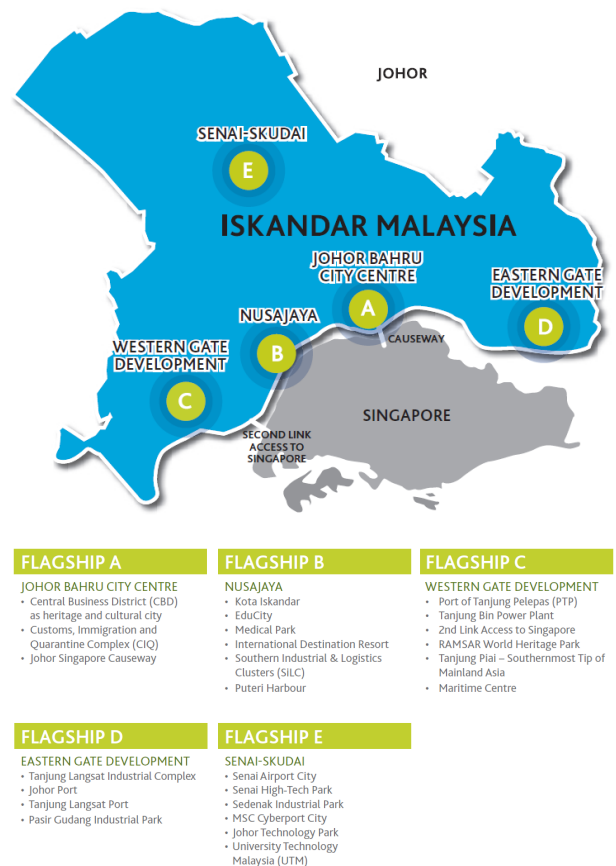 JOHOR
SENAI-SKUDAI
E
ISKANDAR MALAYSIA
JOHOR BAHRU
CITY CENTRE
A
EASTERN GATE
DEVELOPMENT
D
NUSAJAYA
B
CAUSEWAY
WESTERN GATE
DEVELOPMENT
C
SINGAPORE
SECOND LINK
ACCESS TO
SINGAPORE
FLAGSHIP A
JOHOR BAHRU CITY CENTRE
• Central Business District (CBD)
as heritage and cultural city
• Customs, Immigration and
Quarantine Complex (CIQ)
• Johor Singapore Causeway
FLAGSHIP B
NUSAJAYA
• Kota Iskandar
• EduCity
• Medical Park
• International Destination Resort
• Southern Industrial & Logistics
Clusters (SiLC)
• Puteri Harbour
FLAGSHIP C
WESTERN GATE DEVELOPMENT
• Port of Tanjung Pelepas (PTP)
• Tanjung Bin Power Plant
• 2nd Link Access to Singapore
• RAMSAR World Heritage Park
• Tanjung Piai – Southernmost Tip of
Mainland Asia
• Maritime Centre
FLAGSHIP D
EASTERN GATE DEVELOPMENT
• Tanjung Langsat Industrial Complex
• Johor Port
• Tanjung Langsat Port
• Pasir Gudang Industrial Park
FLAGSHIP E
SENAI-SKUDAI
• Senai Airport City
• Senai High-Tech Park
• Sedenak Industrial Park
• MSC Cyberport City
• Johor Technology Park
• University Technology
Malaysia (UTM)